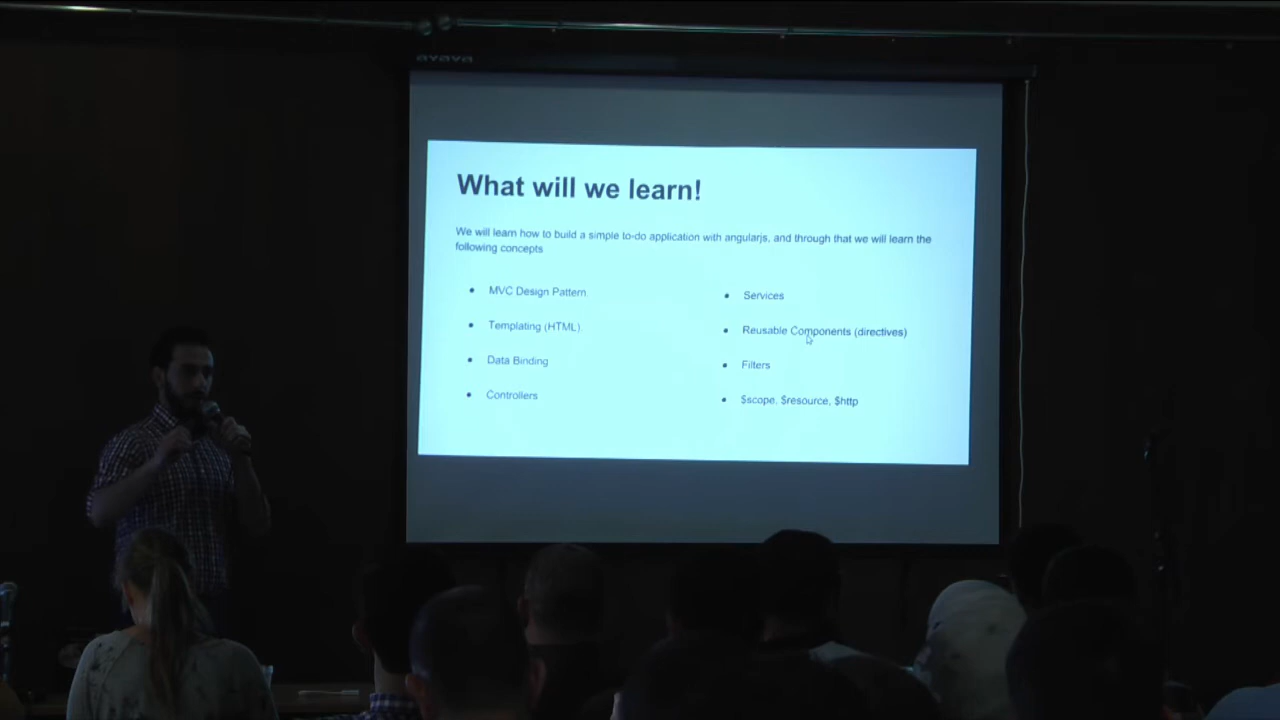 avaya
What will we learn!
We will learn how to build a simple to-do application with angularjs, and through that we will learn the
following concepts
MVC Design Pattern
Templating (HTML)
Data Binding
Controllers
Services
Reusable Components (directives)
Filters
$scope, $resource, $http